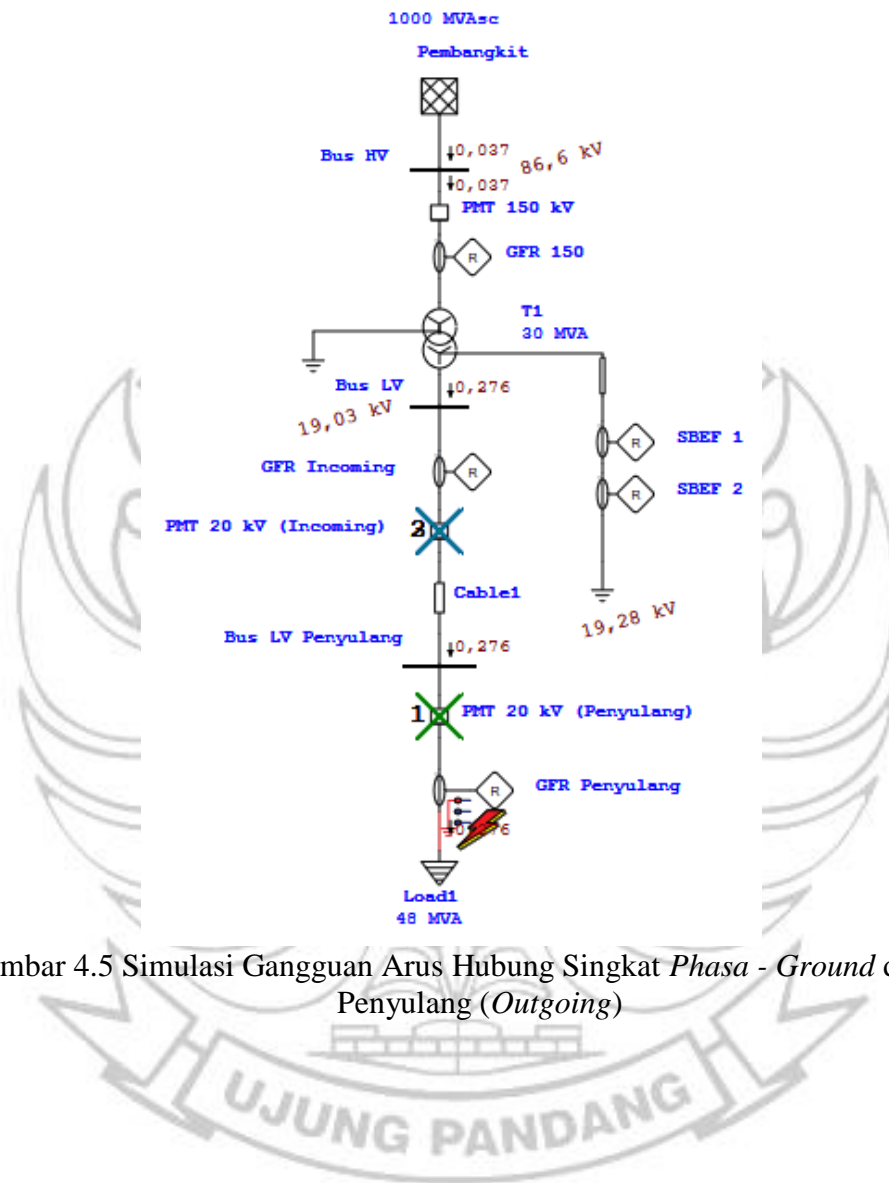 1000 MVAsc
Pembangkit
Bus HV
0,037
86,6 kV
0,037
PMT 150 kV
R
GFR 150
T1
30 MVA
Bus LV
0,276
19,03 kV
R
SBEF 1
GFR Incoming
R
R
SBEF 2
PMT 20 kV (Incoming)
Cable1
19,28 kV
Bus LV Penyulang
0,276
1
PMT 20 kV (Penyulang)
R
GFR Penyulang
Load1
48 MVA
mbar 4.5 Simulasi Gangguan Arus Hubung Singkat Phasa - Ground
Penyulang (Outgoing)
UJUNG PANDANG